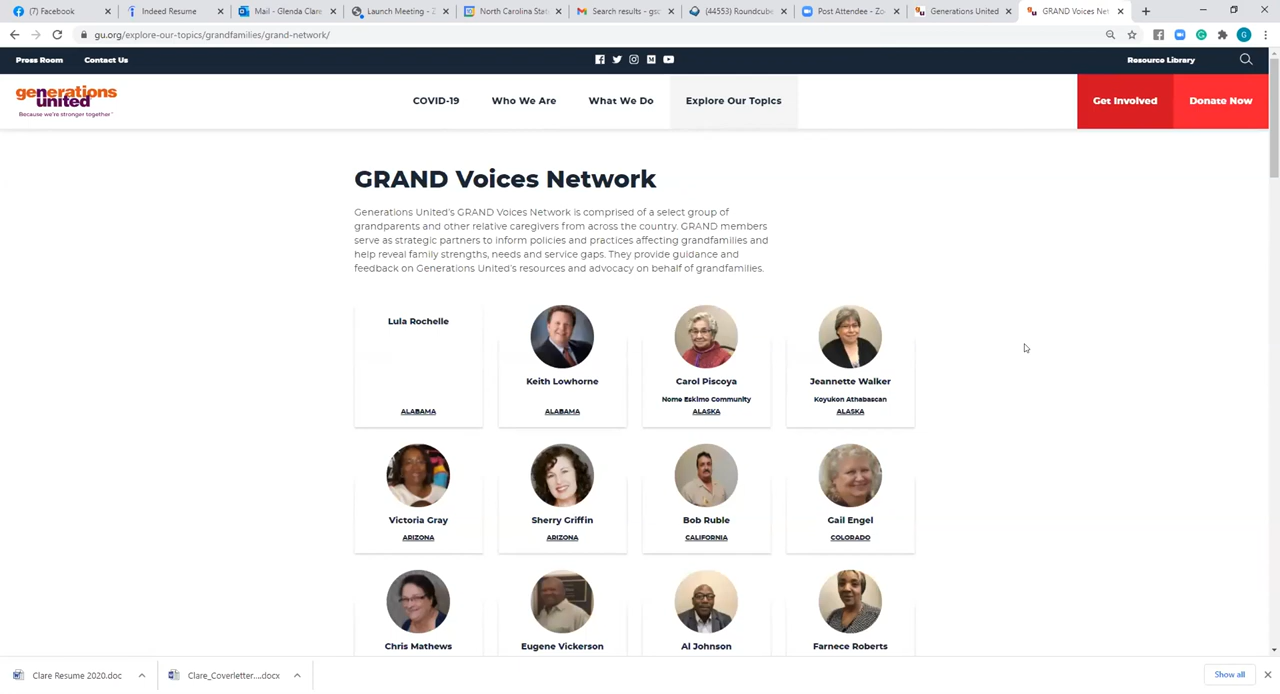 (7) Facebook
Indeed Resume
Mail - Glenda Clare
Launch Meeting - Z
North Carolina Stat
Search results - gsc
(44553) Roundcube
Post Attendee - Zo
Generations United
GRAND Voices Net
gu.org/explore-our-topics/grandfamilies/grand-network/
G
Press Room
Contact Us
Resource Library
generations
united
Because we're stronger together®
COVID-19
Who We Are
What We Do
Explore Our Topics
Get Involved
Donate Now
GRAND Voices Network
Generations United's GRAND Voices Network is comprised of a select group of
grandparents and other relative caregivers from across the country. GRAND members
serve as strategic partners to inform policies and practices affecting grandfamilies and
help reveal family strengths, needs and service gaps. They provide guidance and
feedback on Generations United's resources and advocacy on behalf of grandfamilies.
Lula Rochelle
ALABAMA
Keith Lowhorne
ALABAMA
Carol Piscoya
Nome Eskimo Community
ALASKA
Jeannette Walker
Koyukon Athabascan
ALASKA
Victoria Gray
ARIZONA
Sherry Griffin
ARIZONA
Bob Ruble
CALIFORNIA
Gail Engel
COLORADO
Chris Mathews
Eugene Vickerson
Al Johnson
Farnece Roberts
Clare Resume 2020.doc
Clare_Coverletter....docx
Show all